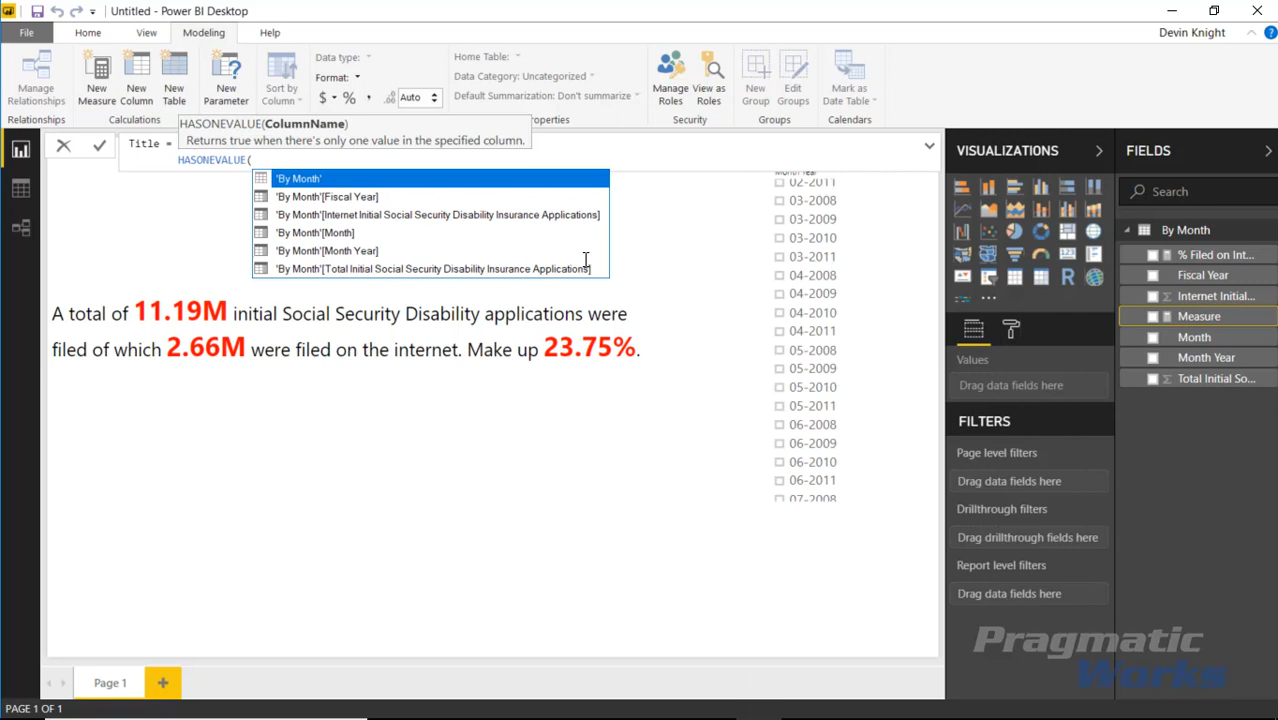 Untitled - Power BI Desktop
File
Home
View
Modeling
Help
Devin Knight
Manage Relationships
New Measure
New Column
New Table
New Parameter
Sort by Column
Data type:
Format:
$ % , .00 Auto
Home Table:
Data Category: Uncategorized
Default Summarization: Don't summarize
Manage Roles
View as Roles
New Group
Edit Groups
Mark as Date Table
Relationships
Calculations
operties
Security
Groups
Calendars
HASONEVALUE(ColumnName)
Returns true when there's only one value in the specified column.
Title =
HASONEVALUE(
'By Month'
'By Month'[Fiscal Year]
'By Month'[Internet Initial Social Security Disability Insurance Applications]
'By Month'[Month]
'By Month'[Month Year]
'By Month'[Total Initial Social Security Disability Insurance Applications]
A total of 11.19M initial Social Security Disability applications were
filed of which 2.66M were filed on the internet. Make up 23.75%.
Month Year
02-2011
03-2008
03-2009
03-2010
03-2011
04-2008
04-2009
04-2010
04-2011
05-2008
05-2009
05-2010
05-2011
06-2008
06-2009
06-2010
06-2011
07-2008
VISUALIZATIONS
R
Values
Drag data fields here
FILTERS
Page level filters
Drag data fields here
Drillthrough filters
Drag drillthrough fields here
Report level filters
Drag data fields here
FIELDS
Search
By Month
% Filed on Int...
Fiscal Year
Internet Initial...
Measure
Month
Month Year
Total Initial So...
Pragmatic
Works
Page 1
PAGE 1 OF 1